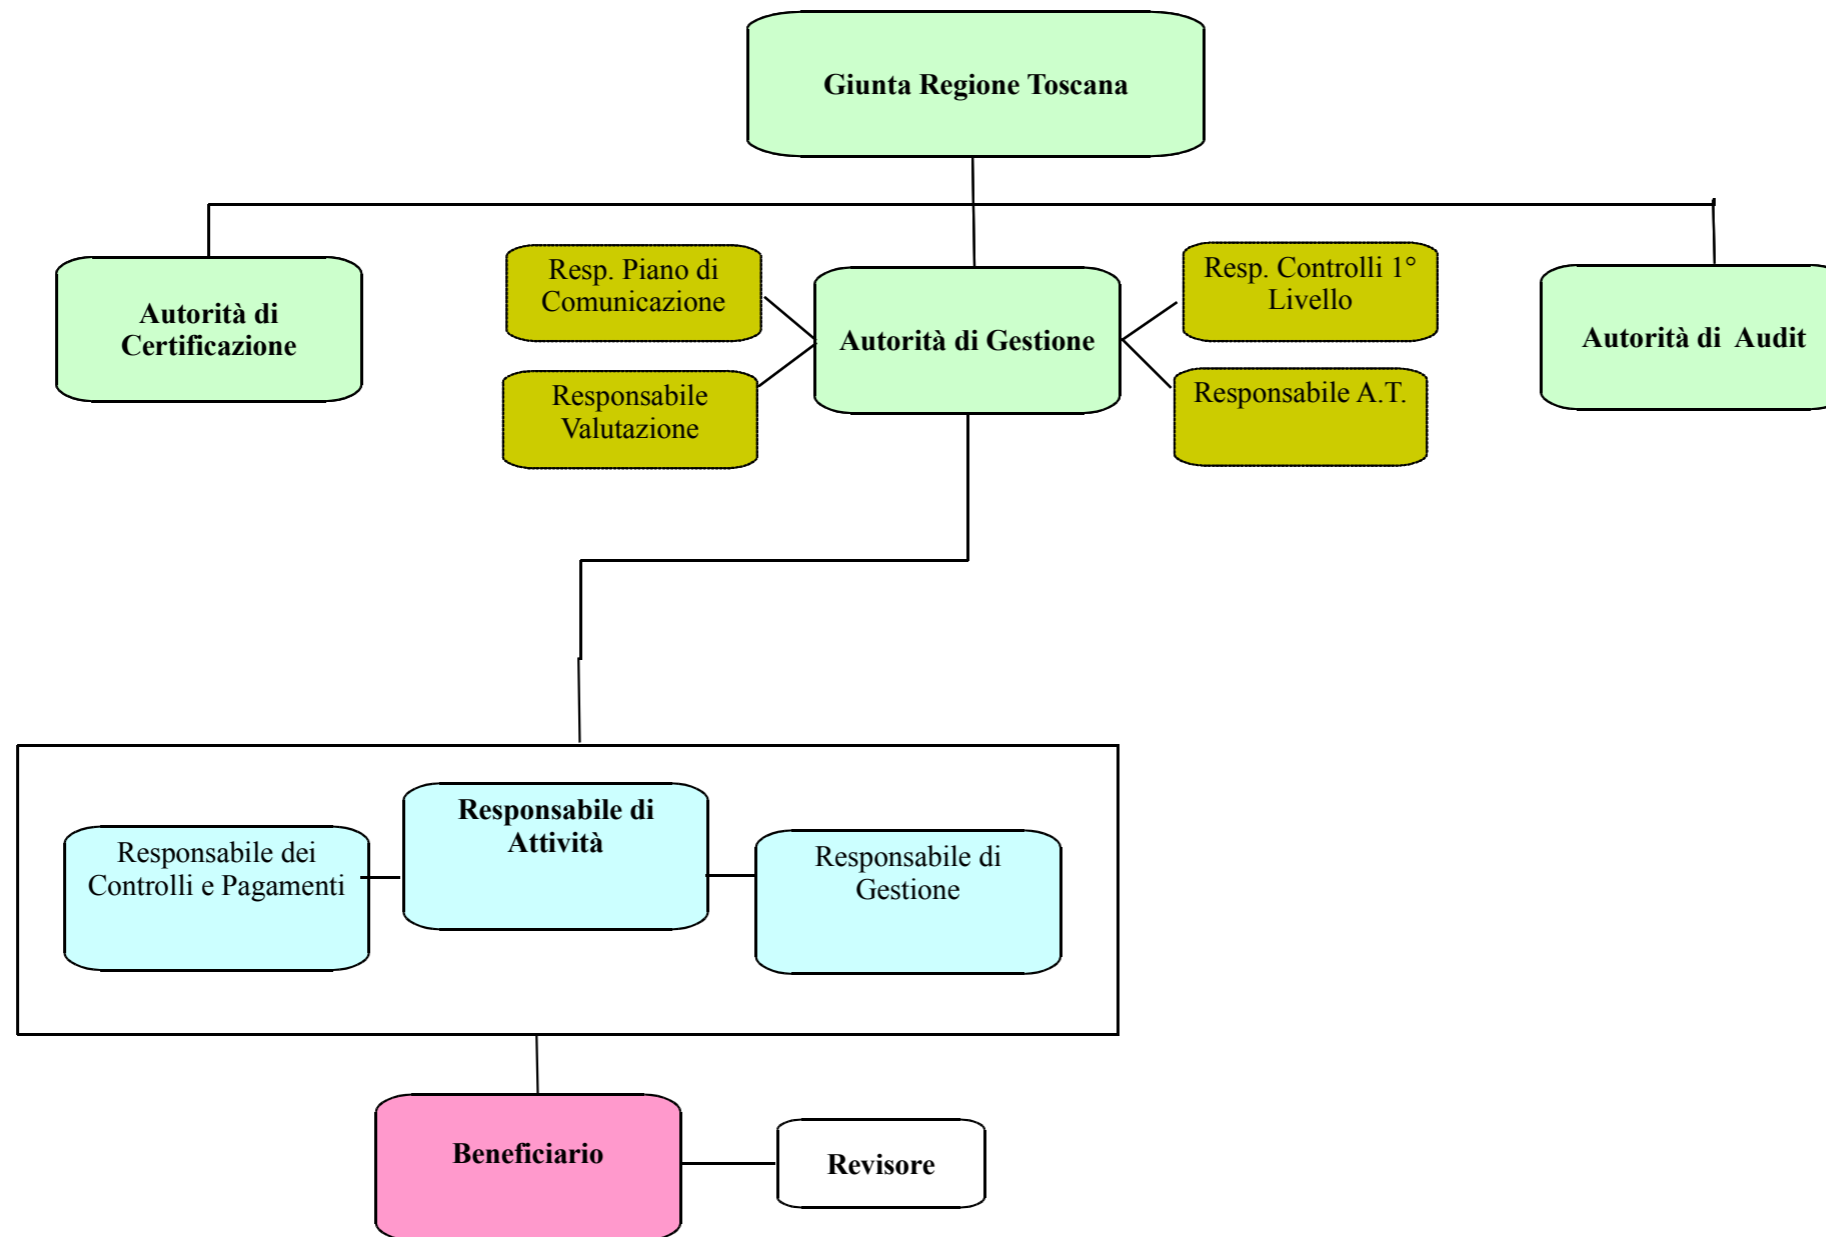 Giunta Regione Toscana
Autorità di
Certificazione
Resp. Piano di
Comunicazione
Responsabile
Valutazione
Autorità di Gestione
Resp. Controlli 1°
Livello
Responsabile A.T.
Autorità di  Audit
Responsabile dei
Controlli e Pagamenti
Responsabile di
Attività
Responsabile di
Gestione
Beneficiario
Revisore